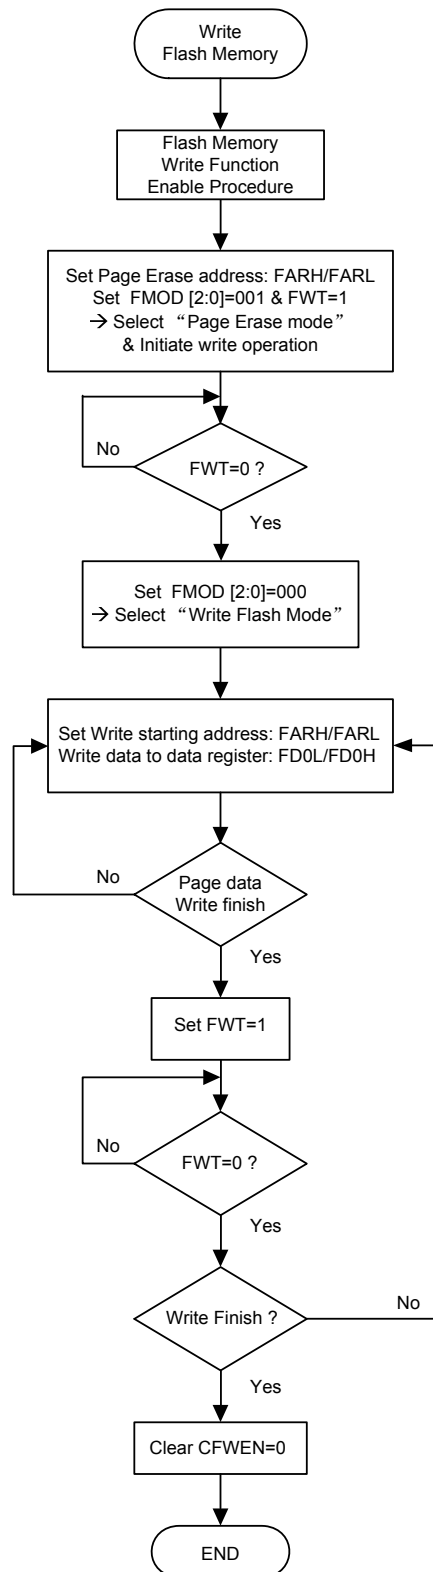 Write
Flash Memory
Flash Memory
Write Function
Enable Procedure
Set Page Erase address: FARH/FARL
Set FMOD [2:0]=001 & FWT=1
→ Select “Page Erase mode”
& Initiate write operation
No
FWT=0 ?
Yes
Set FMOD [2:0]=000
→ Select “Write Flash Mode”
Set Write starting address: FARH/FARL
Write data to data register: FD0L/FD0H
No
Page data
Write finish
Yes
Set FWT=1
No
FWT=0 ?
Yes
Write Finish ?
No
Yes
Clear CFWEN=0
END